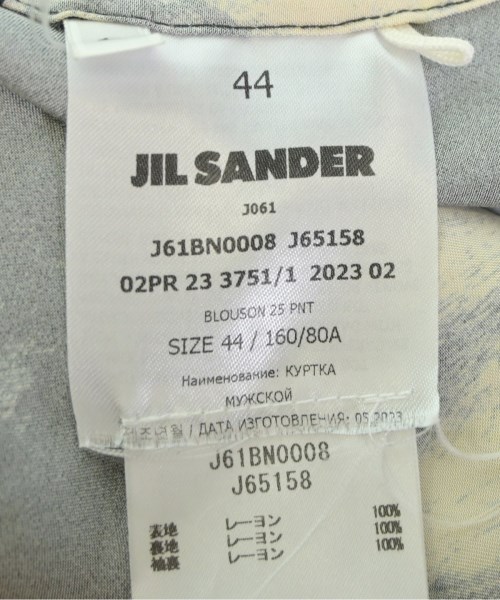 44
JIL SANDER
J061
J61BN0008 J65158
02PR 23 3751/1 2023 02
BLOUSON 25 PNT
SIZE 44 / 160/80A
Наименование: КУРТКА
МУЖСКОЙ
/ ДАТА ИЗГОТОВЛЕНИЯ: 05.2023
J61BN0008
J65158
表地 レーヨン 100%
裏地 レーヨン 100%
袖裏 レーヨン 100%